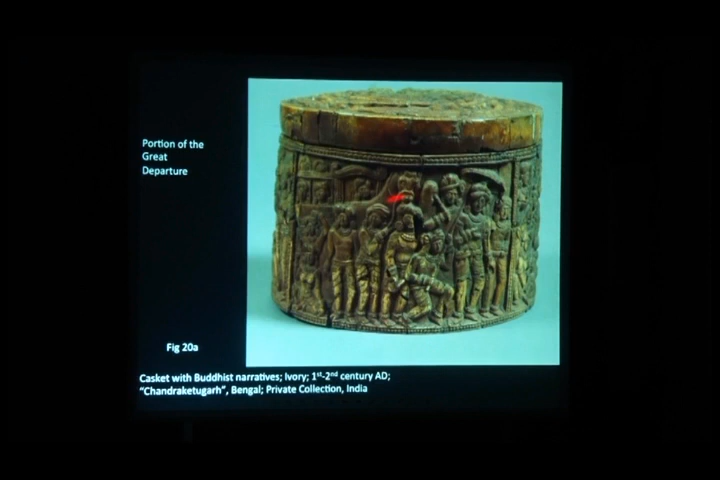 Portion of the
Great
Departure
Fig 20a
Casket with Buddhist narratives; Ivory; 1st-2nd century AD;
"Chandraketugarh", Bengal; Private Collection, India